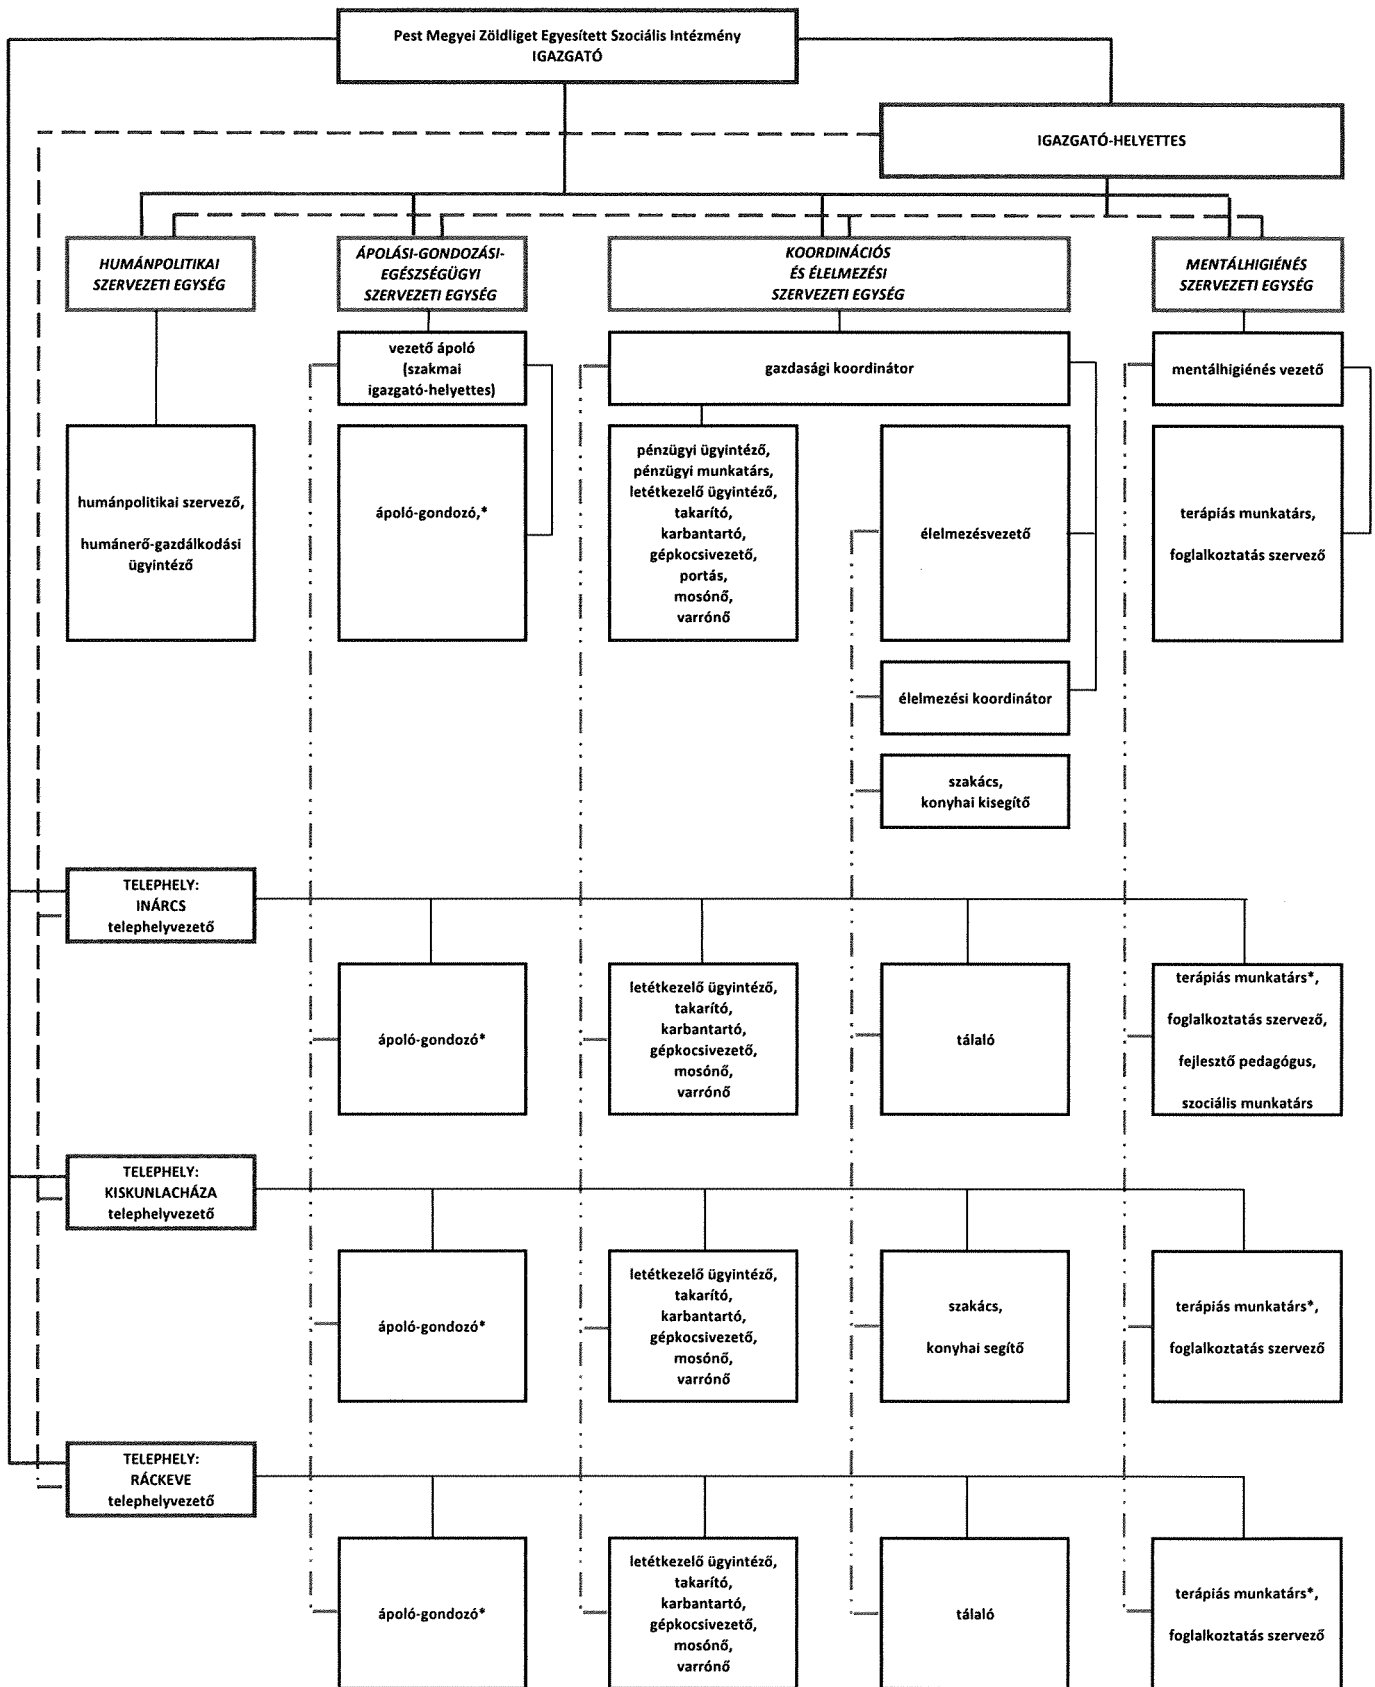 Pest Megyei Zöldliget Egyesített Szociális Intézmény
IGAZGATÓ
IGAZGATÓ-HELYETTES
HUMÁNPOLITIKAI
SZERVEZETI EGYSÉG
ÁPOLÁSI-GONDOZÁSI-
EGÉSZSÉGÜGYI
SZERVEZETI EGYSÉG
KOORDINÁCIÓS
ÉS ÉLELMEZÉSI
SZERVEZETI EGYSÉG
MENTÁLHIGIÉNÉS
SZERVEZETI EGYSÉG
vezető ápoló
(szakmai
igazgató-helyettes)
gazdasági koordinátor
mentálhigiénés vezető
humánpolitikai szervező,
humánerő-gazdálkodási
ügyintéző
ápoló-gondozó,*
pénzügyi ügyintéző,
pénzügyi munkatárs,
letétkezelő ügyintéző,
takarító,
karbantartó,
gépkocsivezető,
portás,
mosónő,
varrónő
élelmezésvezető
terápiás munkatárs,
foglalkoztatás szervező
élelmezési koordinátor
szakács,
konyhai kisegítő
TELEPHELY:
INÁRCS
telephelyvezető
ápoló-gondozó*
letétkezelő ügyintéző,
takarító,
karbantartó,
gépkocsivezető,
mosónő,
varrónő
tálaló
terápiás munkatárs*,
foglalkoztatás szervező,
fejlesztő pedagógus,
szociális munkatárs
TELEPHELY:
KISKUNLACHÁZA
telephelyvezető
ápoló-gondozó*
letétkezelő ügyintéző,
takarító,
karbantartó,
gépkocsivezető,
mosónő,
varrónő
szakács,
konyhai segítő
terápiás munkatárs*,
foglalkoztatás szervező
TELEPHELY:
RÁCKEVE
telephelyvezető
ápoló-gondozó*
letétkezelő ügyintéző,
takarító,
karbantartó,
gépkocsivezető,
mosónő,
varrónő
tálaló
terápiás munkatárs*,
foglalkoztatás szervező